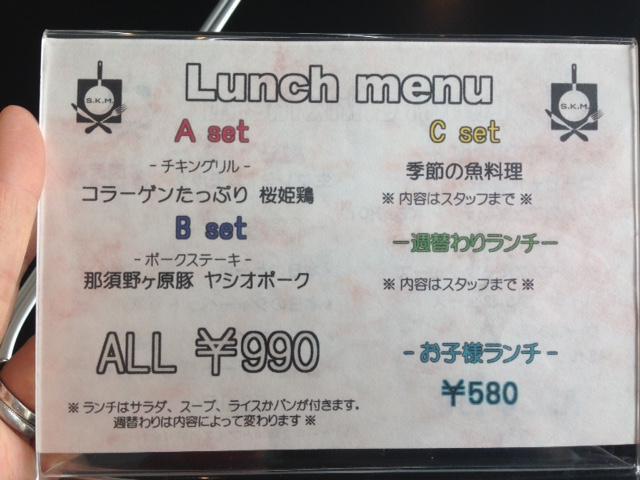 Lunch menu
S.K.M.
S.K.M.
A set
- チキングリル -
コラーゲンたっぷり 桜姫鶏
B set
- ポークステーキ -
那須野ヶ原豚 ヤシオポーク
ALL ¥990
※ ランチはサラダ、スープ、ライスかパンが付きます。
週替わりは内容によって変わります ※
C set
季節の魚料理
※ 内容はスタッフまで ※
－週替わりランチ－
※ 内容はスタッフまで ※
- お子様ランチ -
¥580